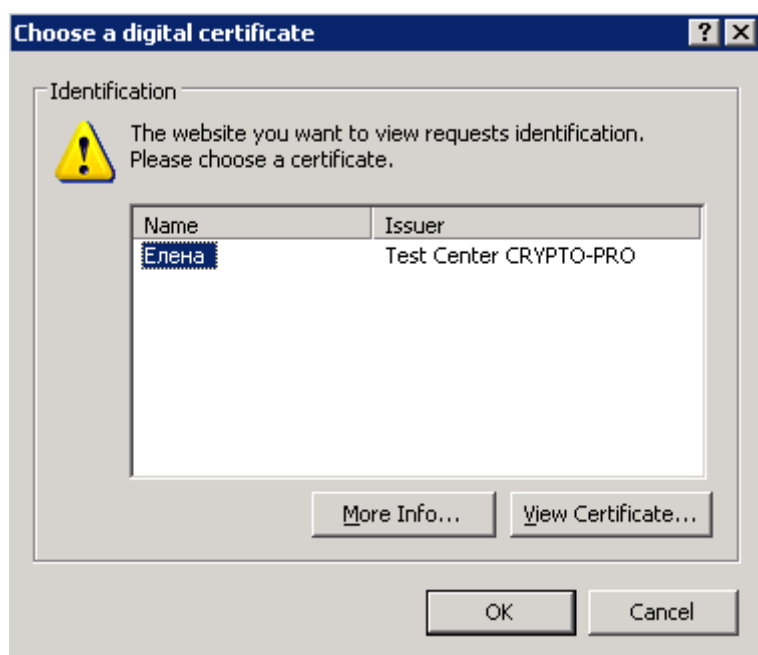 Choose a digital certificate
Identification
The website you want to view requests identification.
Please choose a certificate.
Name Issuer
Елена Test Center CRYPTO-PRO
More Info... View Certificate...
OK Cancel